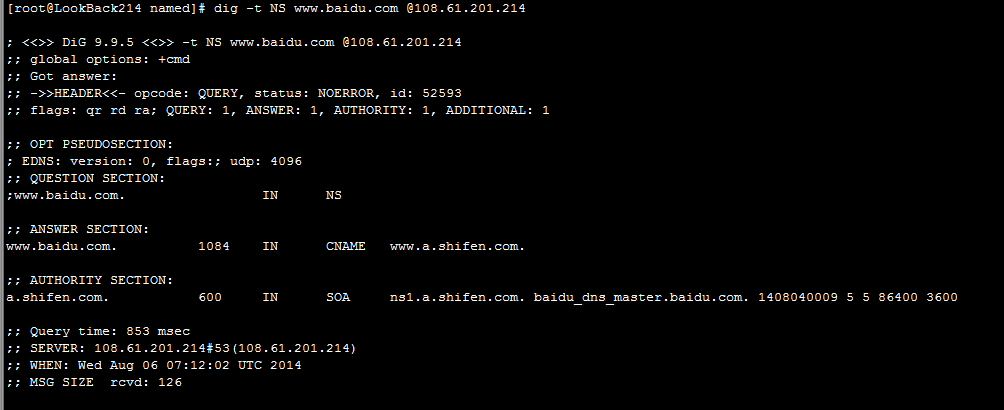 [root@LookBack214 named]# dig -t NS www.baidu.com @108.61.201.214
; <<>> DiG 9.9.5 <<>> -t NS www.baidu.com @108.61.201.214
;; global options: +cmd
;; Got answer:
;; ->>HEADER<<- opcode: QUERY, status: NOERROR, id: 52593
;; flags: qr rd ra; QUERY: 1, ANSWER: 1, AUTHORITY: 1, ADDITIONAL: 1
;; OPT PSEUDOSECTION:
; EDNS: version: 0, flags:; udp: 4096
;; QUESTION SECTION:
;www.baidu.com. IN NS
;; ANSWER SECTION:
www.baidu.com. 1084 IN CNAME www.a.shifen.com.
;; AUTHORITY SECTION:
a.shifen.com. 600 IN SOA ns1.a.shifen.com. baidu_dns_master.baidu.com. 1408040009 5 5 86400 3600
;; Query time: 853 msec
;; SERVER: 108.61.201.214#53(108.61.201.214)
;; WHEN: Wed Aug 06 07:12:02 UTC 2014
;; MSG SIZE rcvd: 126